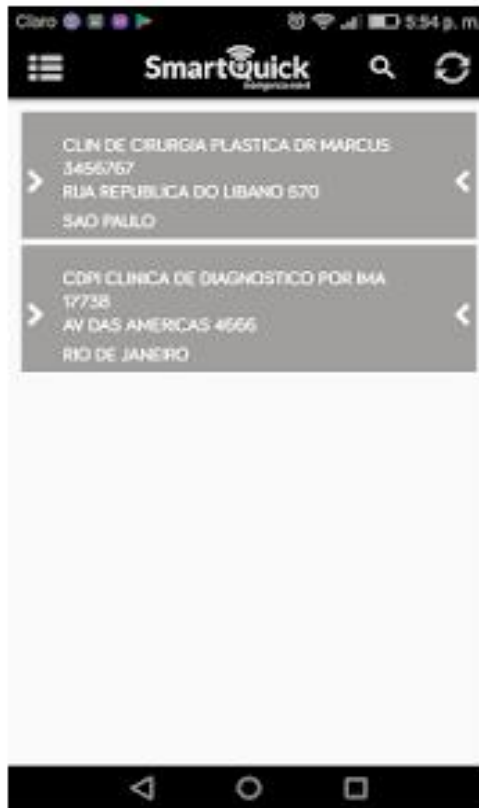 Claro 5:54 p. m.
SmartQuick
CLIN DE CIRURGIA PLASTICA DR MARCUS
3456767
RUA REPUBLICA DO LIBANO 570
SAO PAULO
CDPI CLINICA DE DIAGNOSTICO POR IMA
17738
AV DAS AMERICAS 4666
RIO DE JANEIRO